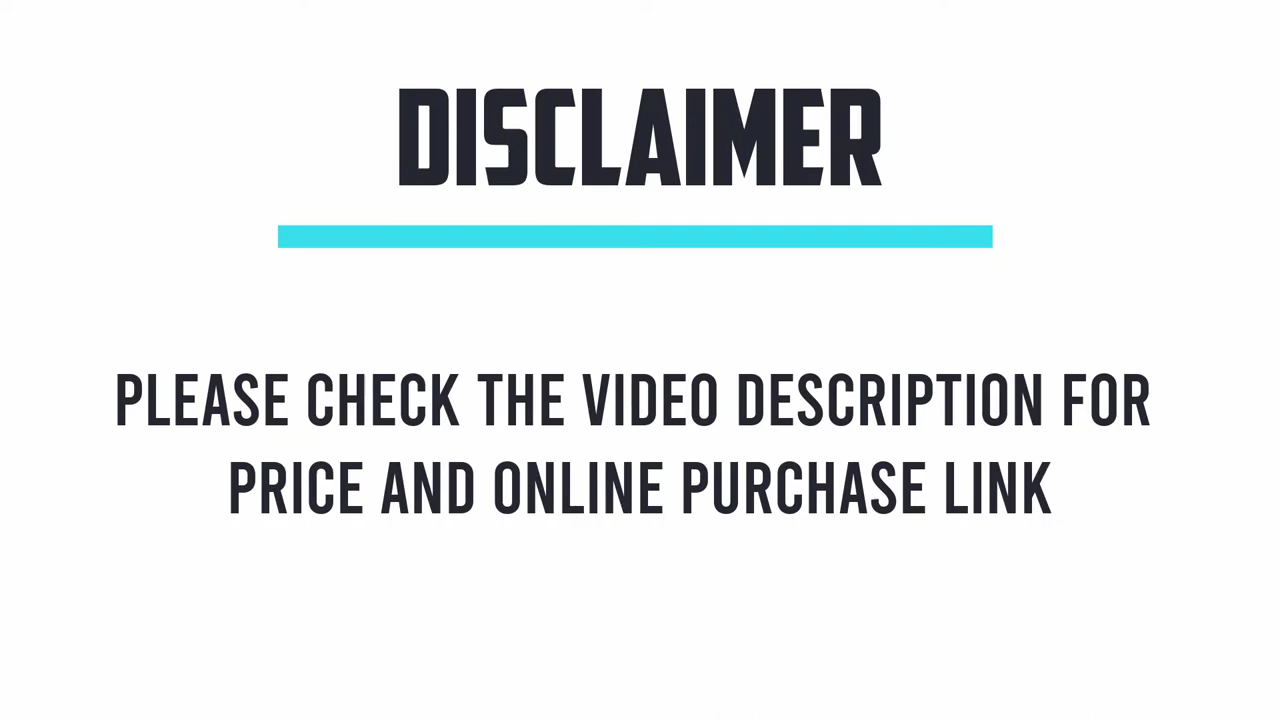 DISCLAIMER
PLEASE CHECK THE VIDEO DESCRIPTION FOR
PRICE AND ONLINE PURCHASE LINK